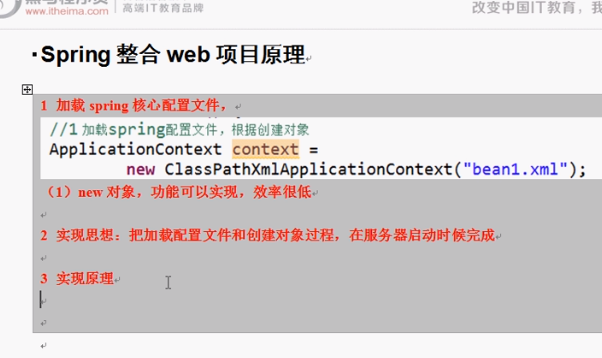 www.itheima.com
高端IT教育品牌
改变中国IT教育，我
·Spring 整合 web 项目原理
1 加载 spring 核心配置文件，
//1 加载spring配置文件，根据创建对象
ApplicationContext context =
new ClassPathXmlApplicationContext("bean1.xml");
（1）new 对象，功能可以实现，效率很低
2 实现思想：把加载配置文件和创建对象过程，在服务器启动时候完成
3 实现原理